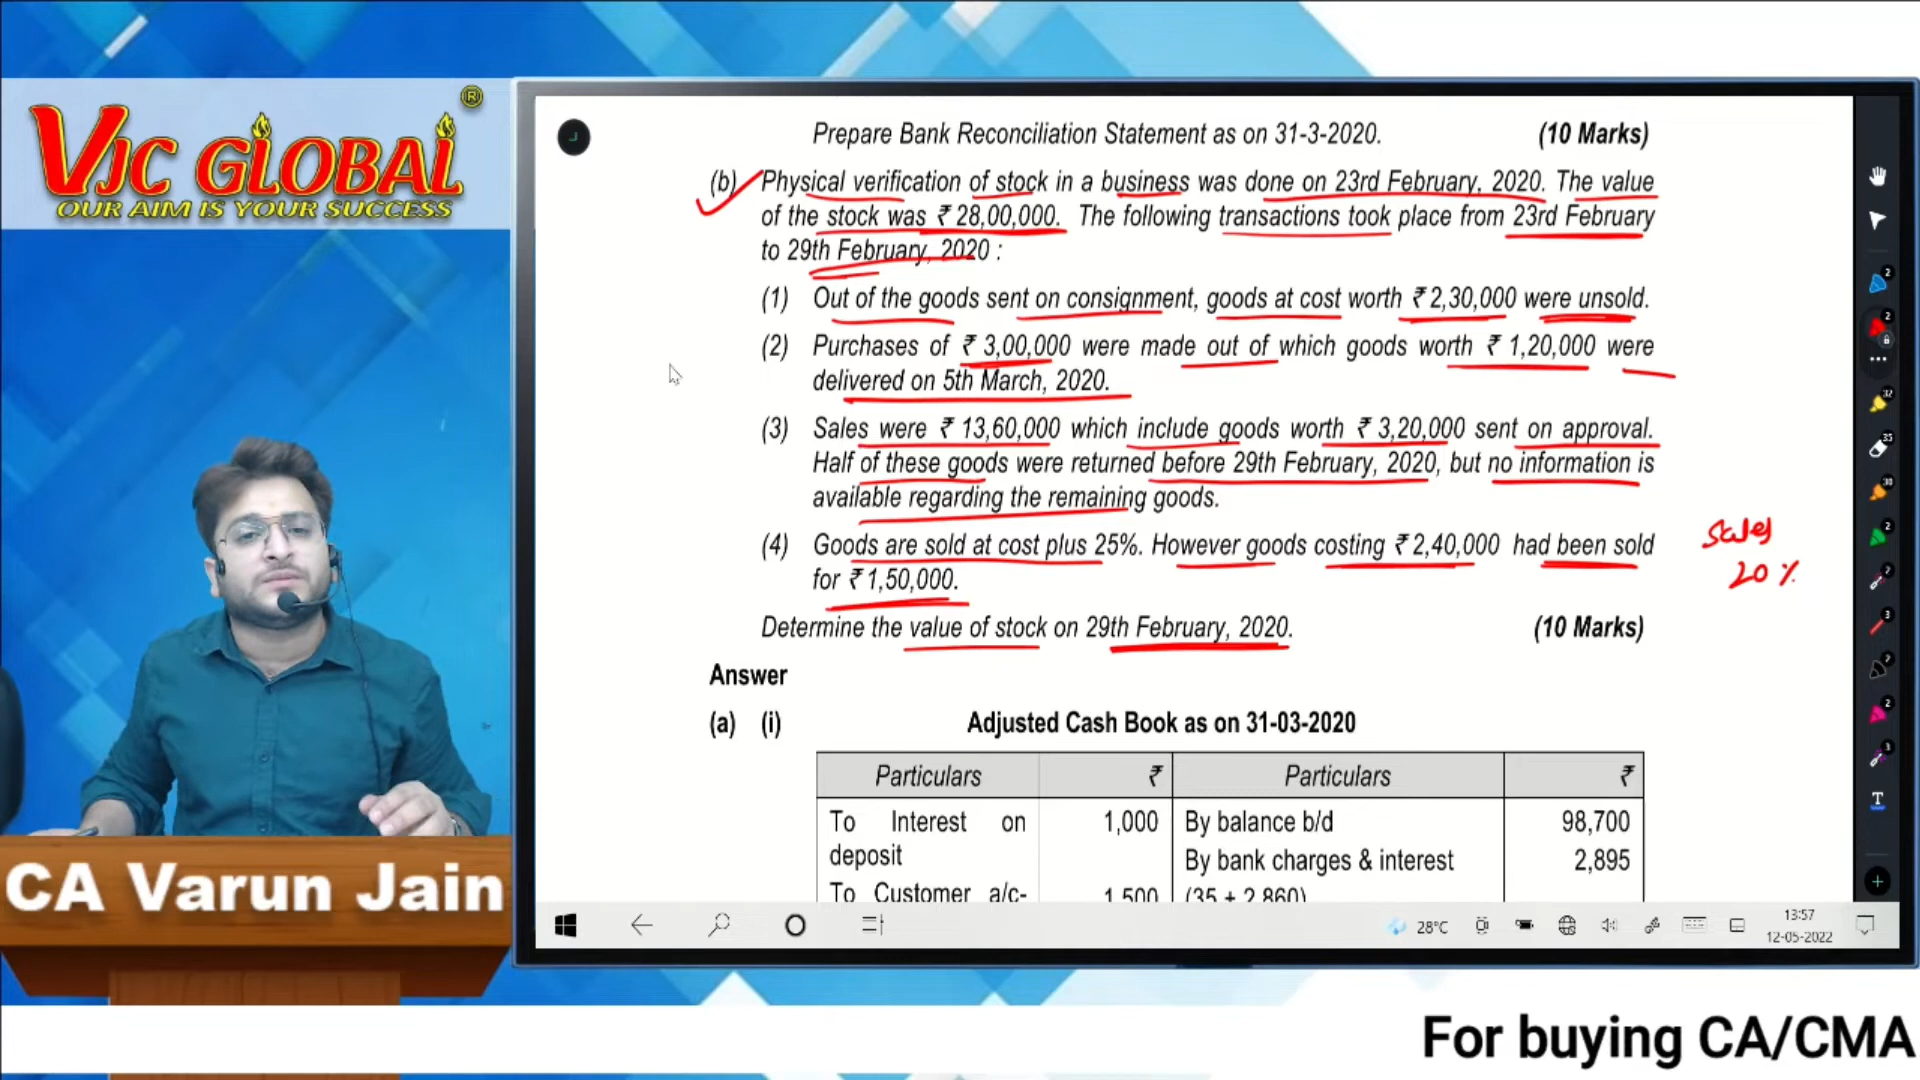 VJC GLOBAL ®
OUR AIM IS YOUR SUCCESS
CA Varun Jain
Prepare Bank Reconciliation Statement as on 31-3-2020. (10 Marks)
(b) Physical verification of stock in a business was done on 23rd February, 2020. The value
of the stock was ₹ 28,00,000. The following transactions took place from 23rd February
to 29th February, 2020 :
(1) Out of the goods sent on consignment, goods at cost worth ₹ 2,30,000 were unsold.
(2) Purchases of ₹ 3,00,000 were made out of which goods worth ₹ 1,20,000 were
delivered on 5th March, 2020.
(3) Sales were ₹ 13,60,000 which include goods worth ₹ 3,20,000 sent on approval.
Half of these goods were returned before 29th February, 2020, but no information is
available regarding the remaining goods.
(4) Goods are sold at cost plus 25%. However goods costing ₹ 2,40,000 had been sold
for ₹ 1,50,000.
Sales
20 %
Determine the value of stock on 29th February, 2020. (10 Marks)
Answer
(a) (i) Adjusted Cash Book as on 31-03-2020
Particulars ₹ Particulars ₹
To Interest on 1,000 By balance b/d 98,700
deposit By bank charges & interest 2,895
To Customer a/c- 1,500 (35 + 2,860)
28°C
13:57
12-05-2022
For buying CA/CMA